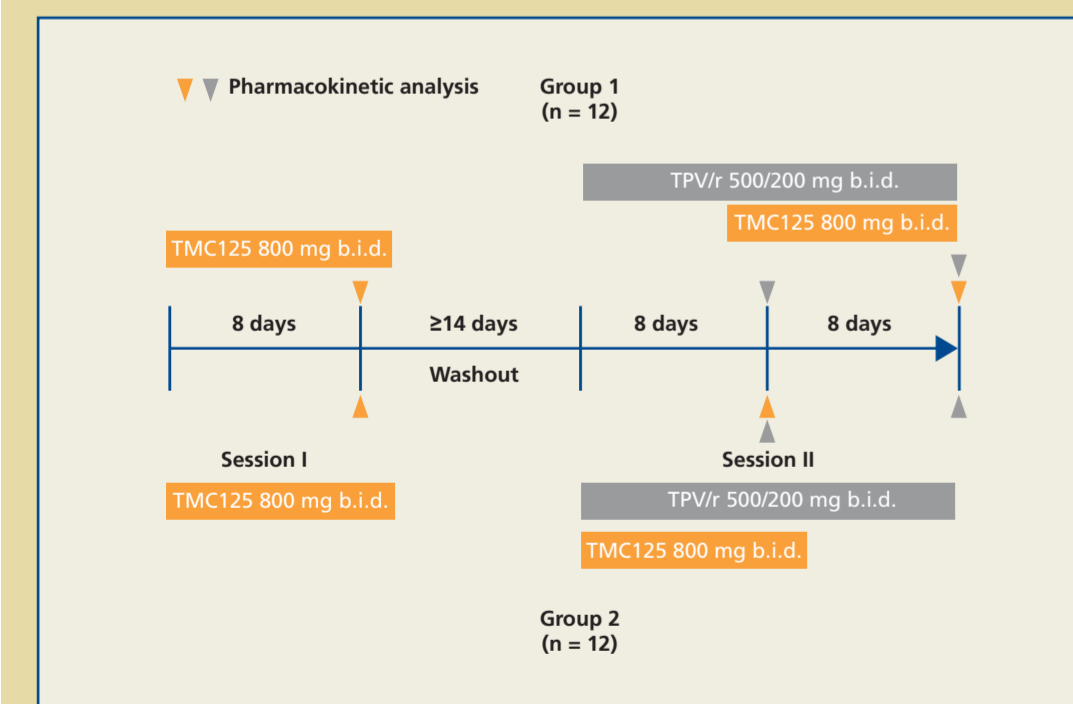 Pharmacokinetic analysis
Group 1
(n = 12)
TPV/r 500/200 mg b.i.d.
TMC125 800 mg b.i.d.
TMC125 800 mg b.i.d.
8 days
≥14 days
8 days
8 days
Washout
Session I
Session II
TMC125 800 mg b.i.d.
TPV/r 500/200 mg b.i.d.
TMC125 800 mg b.i.d.
Group 2
(n = 12)